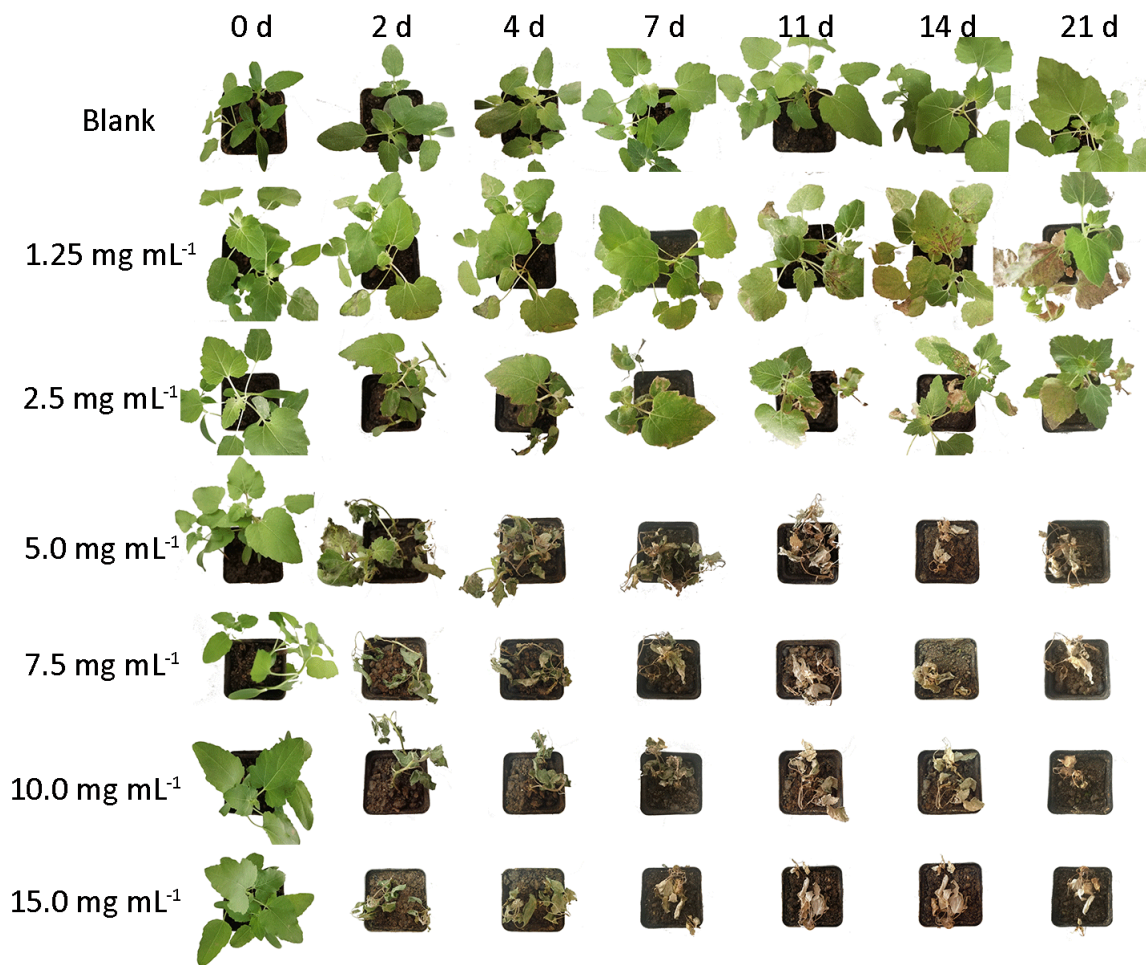 0 d 2 d 4 d 7 d 11 d 14 d 21 d
Blank
1.25 mg mL⁻¹
2.5 mg mL⁻¹
5.0 mg mL⁻¹
7.5 mg mL⁻¹
10.0 mg mL⁻¹
15.0 mg mL⁻¹